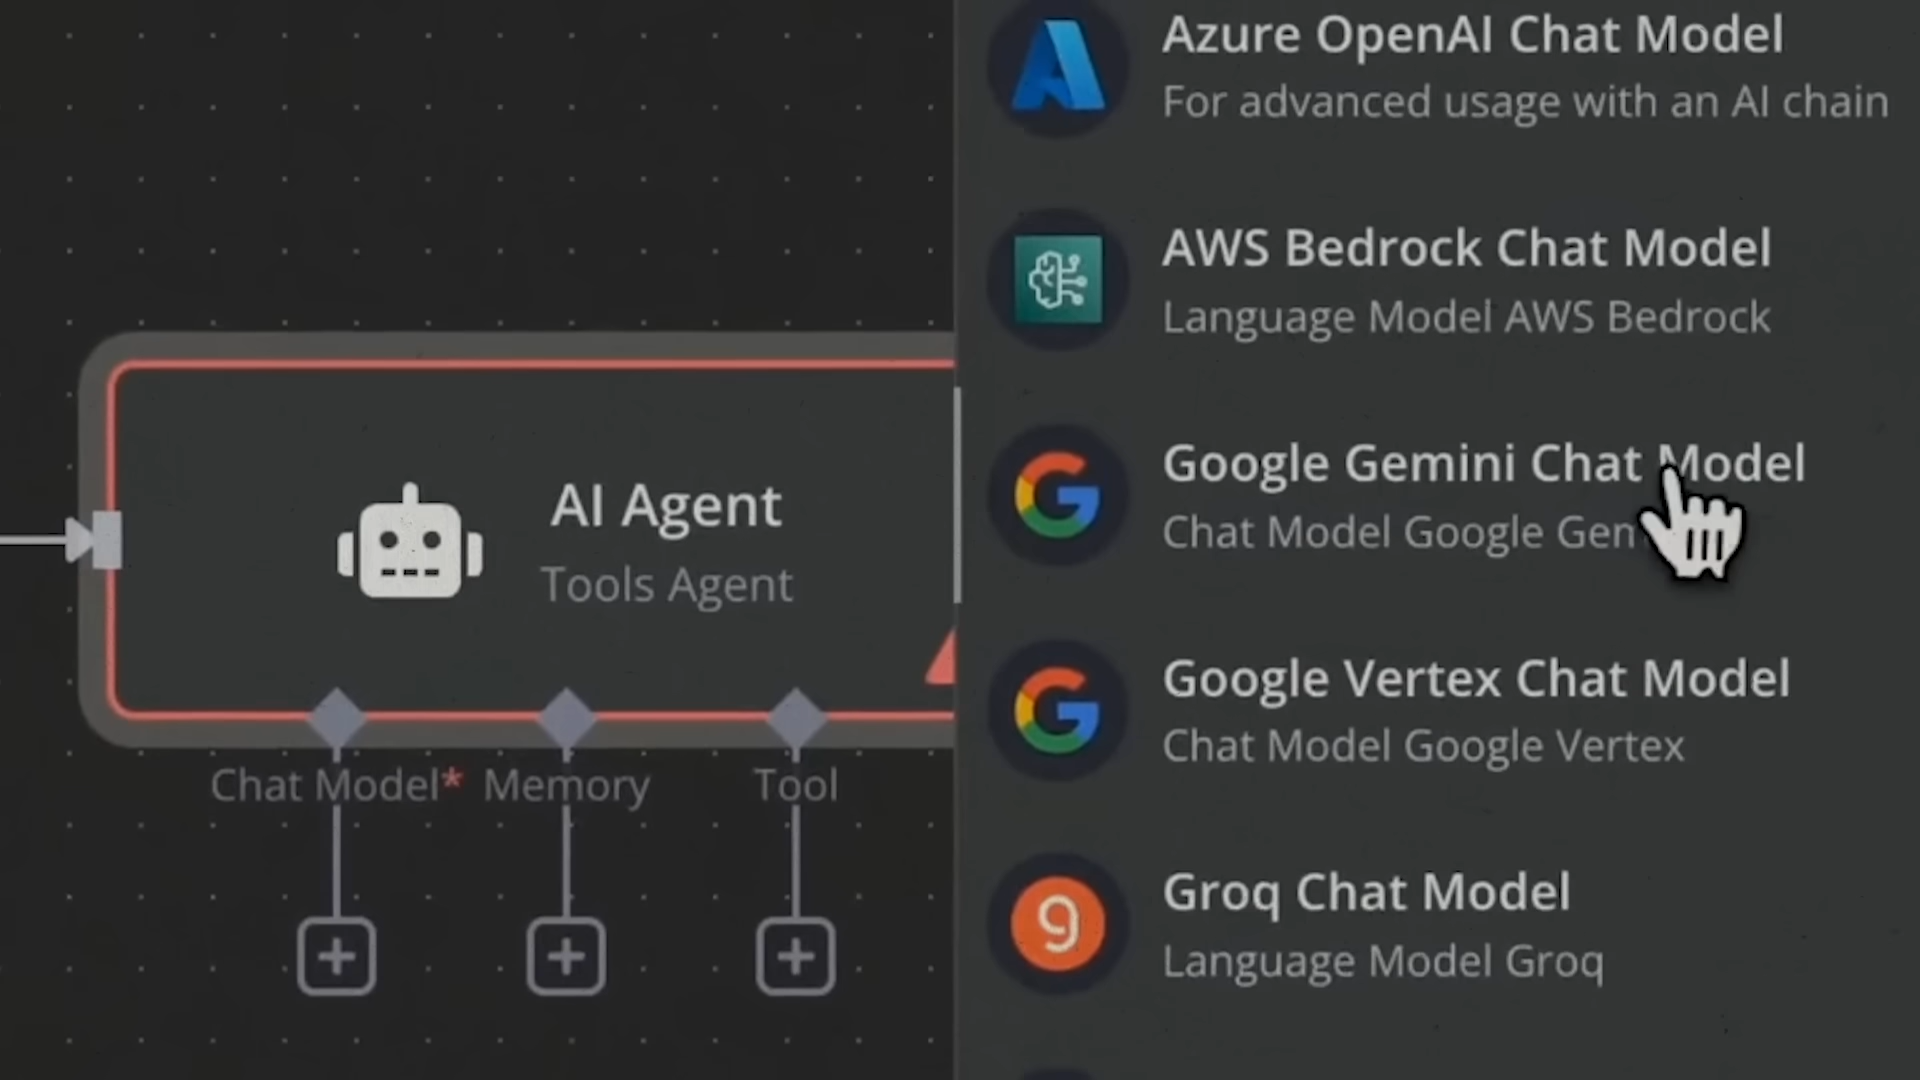 Azure OpenAI Chat Model
For advanced usage with an AI chain
AWS Bedrock Chat Model
Language Model AWS Bedrock
Google Gemini Chat Model
Chat Model Google
Google Vertex Chat Model
Chat Model Google Vertex
Groq Chat Model
Language Model Groq
AI Agent
Tools Agent
Chat Model*
Memory
Tool